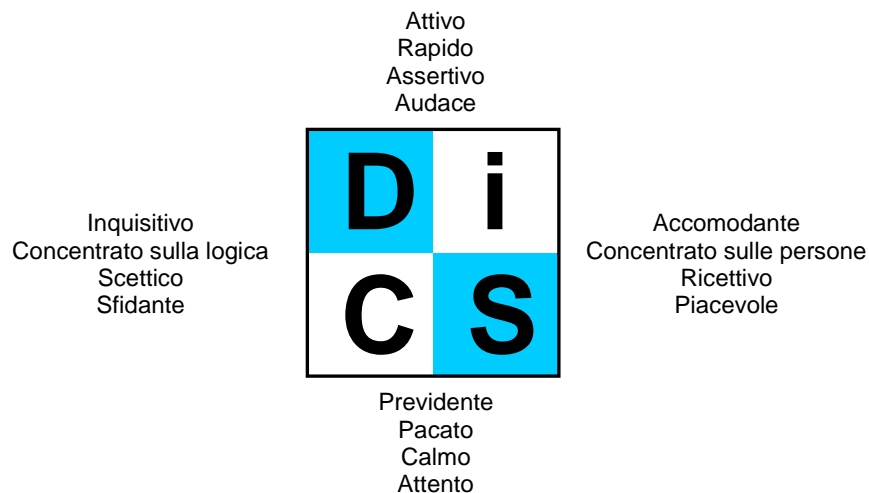 Attivo
Rapido
Assertivo
Audace
D i
Inquisitivo
Concentrato sulla logica
Scettico
Sfidante
Accomodante
Concentrato sulle persone
Ricettivo
Piacevole
C S
Previdente
Pacato
Calmo
Attento